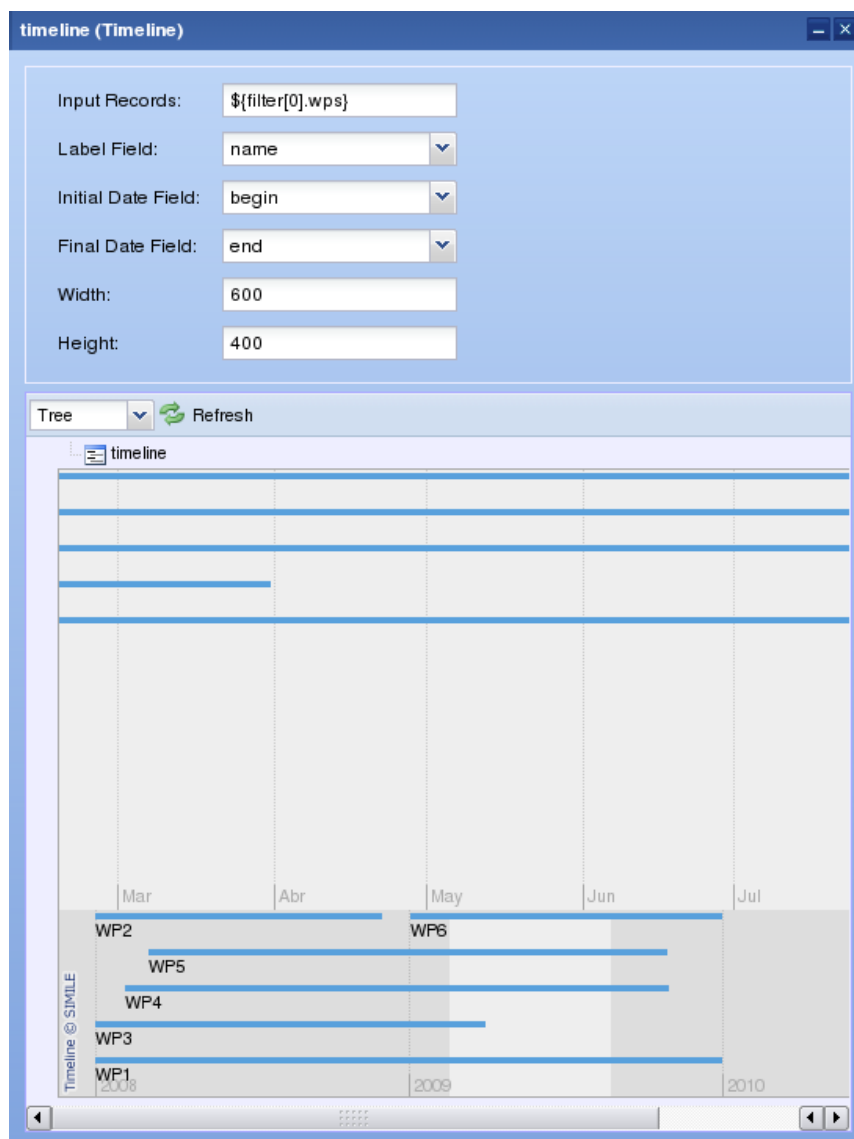 timeline (Timeline)
Input Records: ${filter[0].wps}
Label Field: name
Initial Date Field: begin
Final Date Field: end
Width: 600
Height: 400
Tree Refresh
timeline
Mar Abr May Jun Jul
WP2 WP6
WP5
WP4
WP3
WP1
2008 2009 2010
Timeline © SIMILE